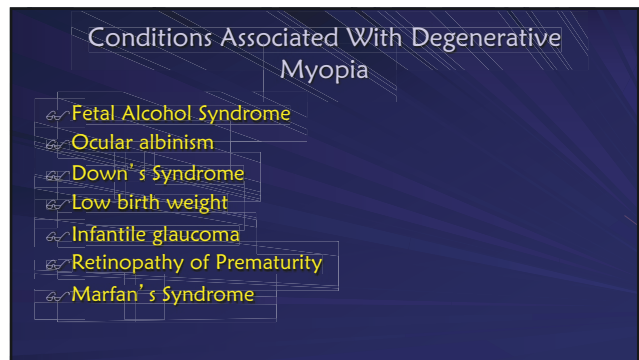 Conditions Associated With Degenerative
Myopia
Fetal Alcohol Syndrome
Ocular albinism
Down's Syndrome
Low birth weight
Infantile glaucoma
Retinopathy of Prematurity
Marfan's Syndrome